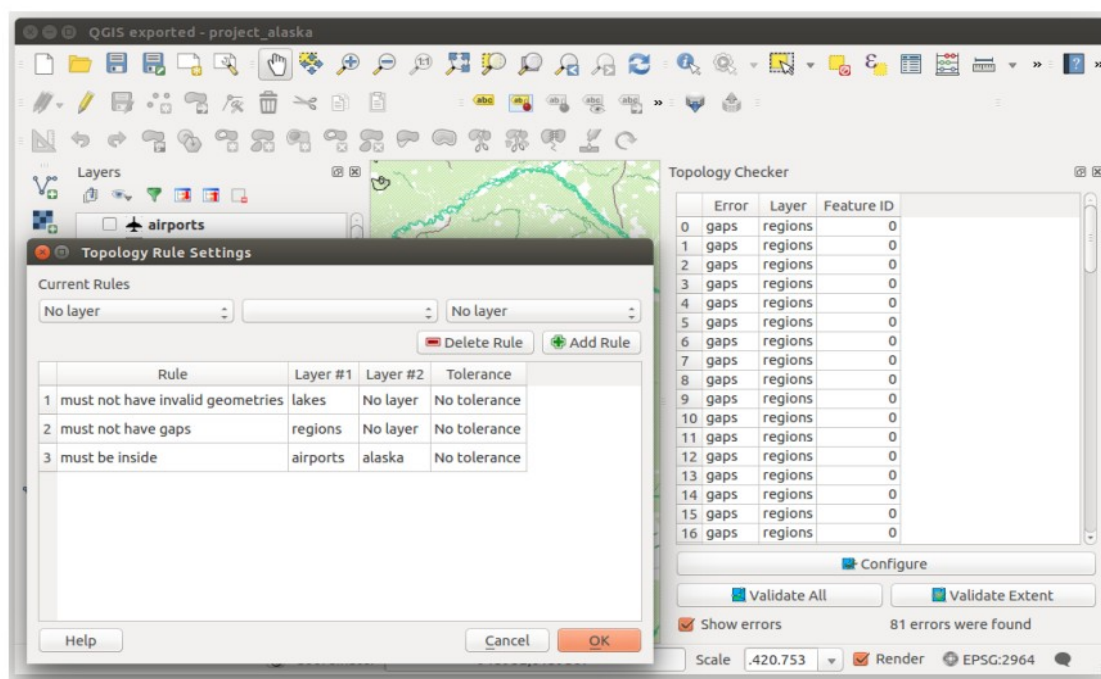 QGIS exported - project_alaska
Layers
airports
Topology Rule Settings
Current Rules
No layer
No layer
Delete Rule
Add Rule
Rule Layer #1 Layer #2 Tolerance
1 must not have invalid geometries lakes No layer No tolerance
2 must not have gaps regions No layer No tolerance
3 must be inside airports alaska No tolerance
Help
Cancel
OK
Topology Checker
Error Layer Feature ID
0 gaps regions 0
1 gaps regions 0
2 gaps regions 0
3 gaps regions 0
4 gaps regions 0
5 gaps regions 0
6 gaps regions 0
7 gaps regions 0
8 gaps regions 0
9 gaps regions 0
10 gaps regions 0
11 gaps regions 0
12 gaps regions 0
13 gaps regions 0
14 gaps regions 0
15 gaps regions 0
16 gaps regions 0
Configure
Validate All
Validate Extent
Show errors
81 errors were found
Scale .420.753 Render EPSG:2964